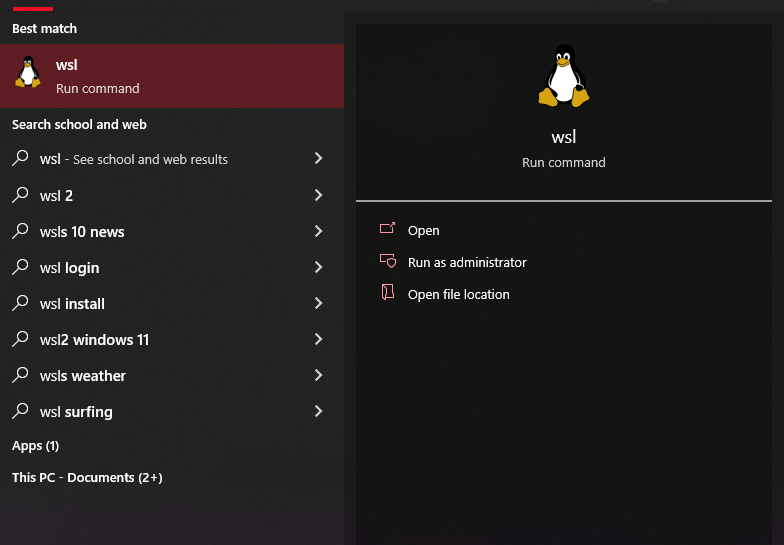 Best match
wsl
Run command
Search school and web
wsl - See school and web results
wsl 2
wsls 10 news
wsl login
wsl install
wsl2 windows 11
wsls weather
wsl surfing
Apps (1)
This PC - Documents (2+)
wsl
Run command
Open
Run as administrator
Open file location